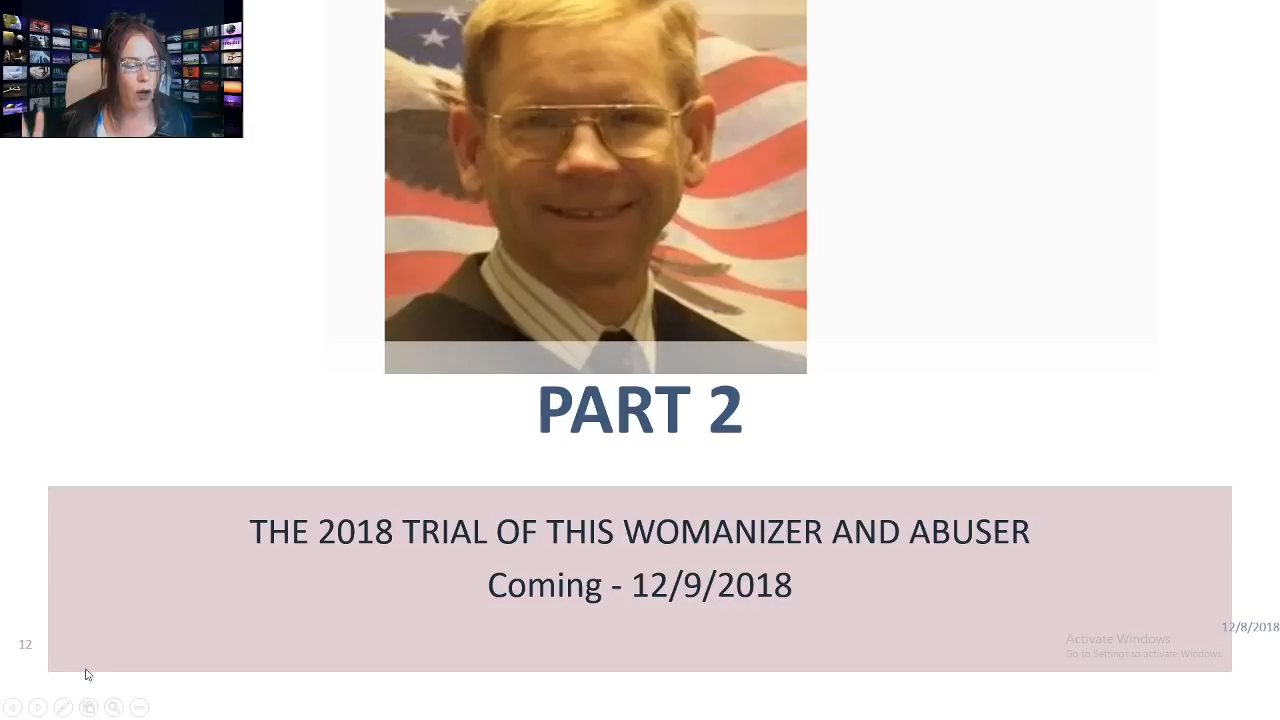 PART 2
THE 2018 TRIAL OF THIS WOMANIZER AND ABUSER
Coming - 12/9/2018
12/8/2018
12
Activate Windows
Go to Settings to activate Windows.